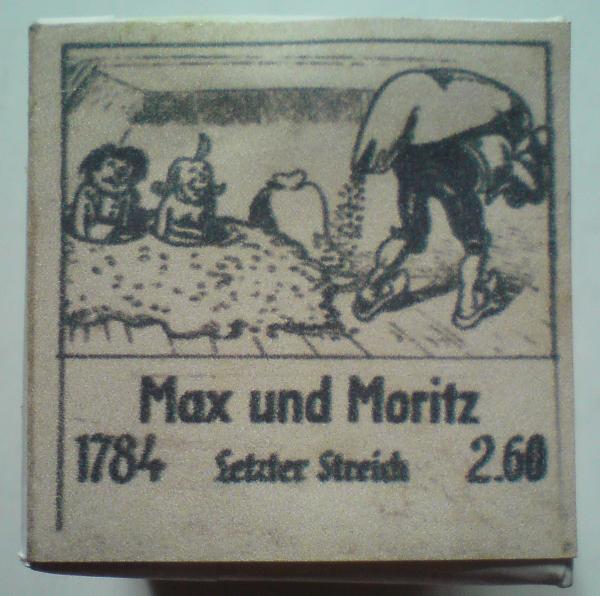 Max und Moritz
1784 Letzter Streich 2.60